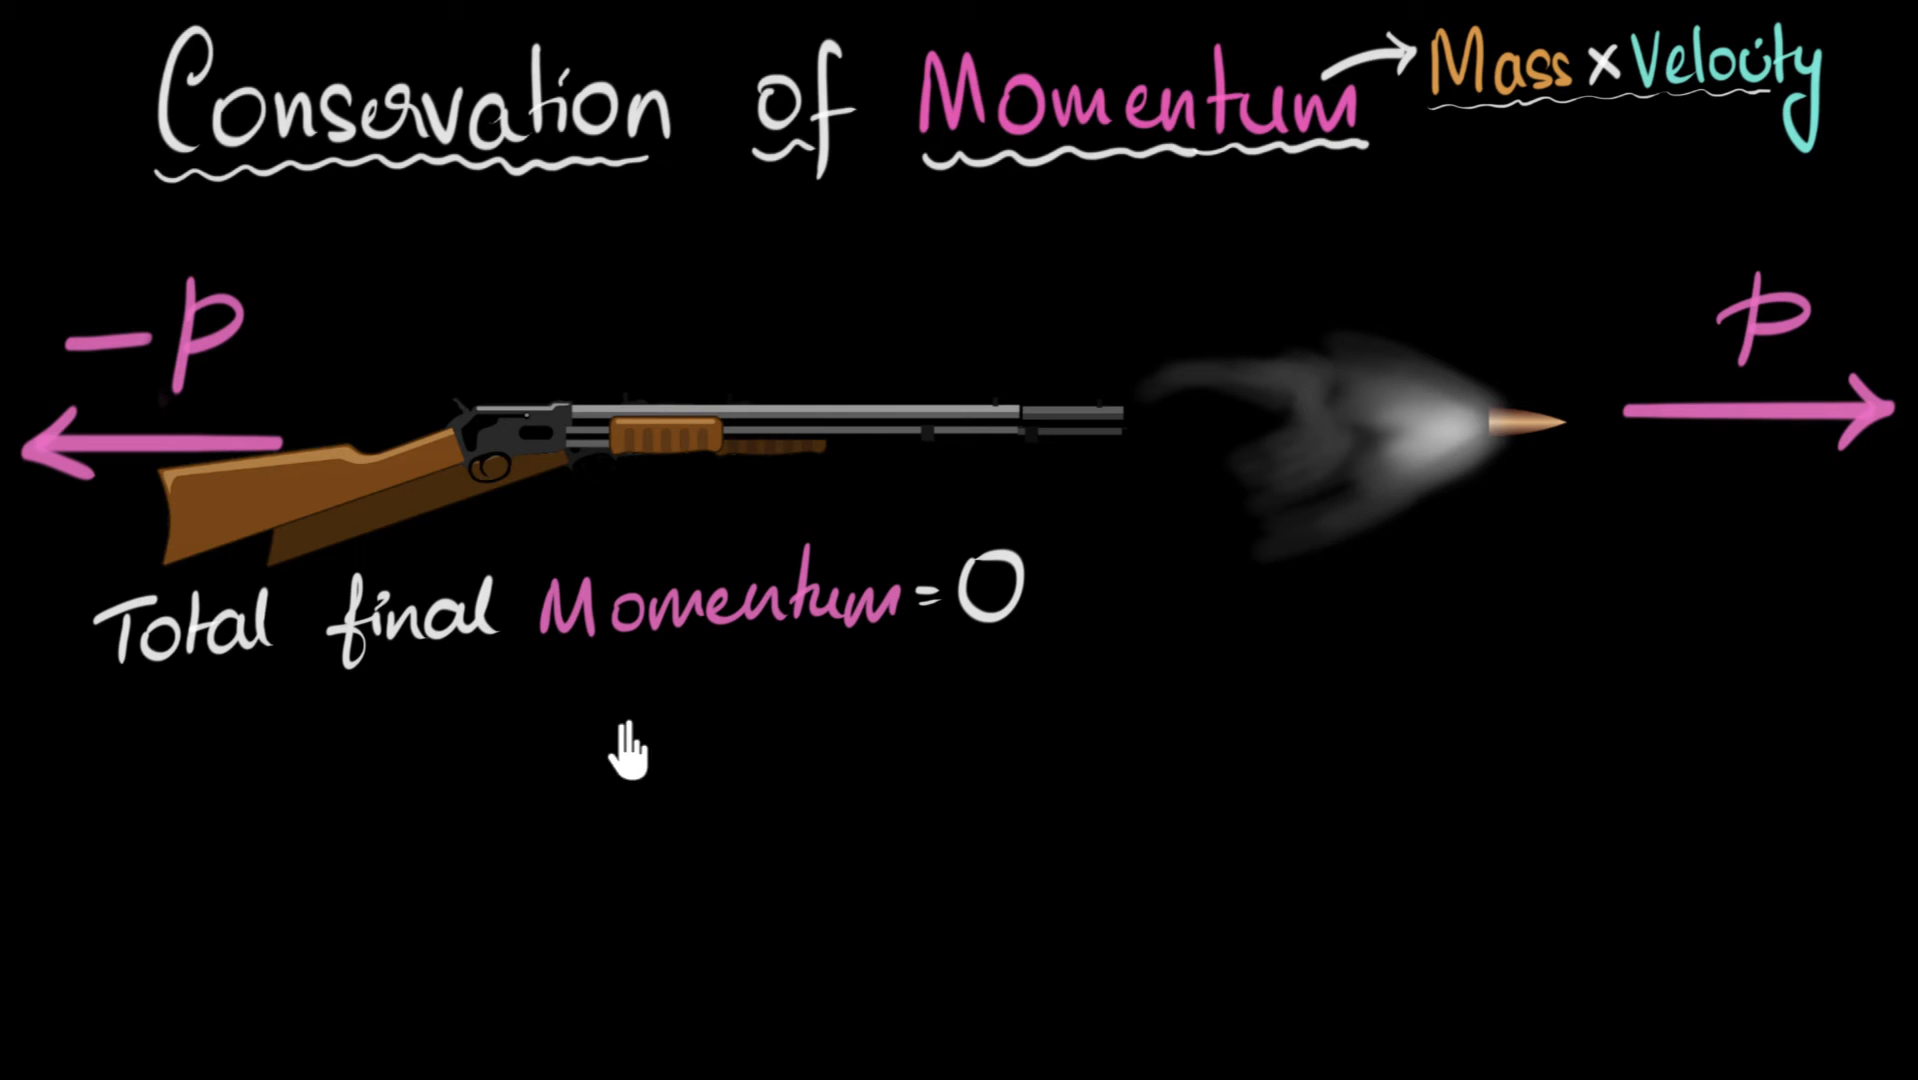 Conservation of Momentum → Mass x Velocity
-p
p
Total final Momentum = 0